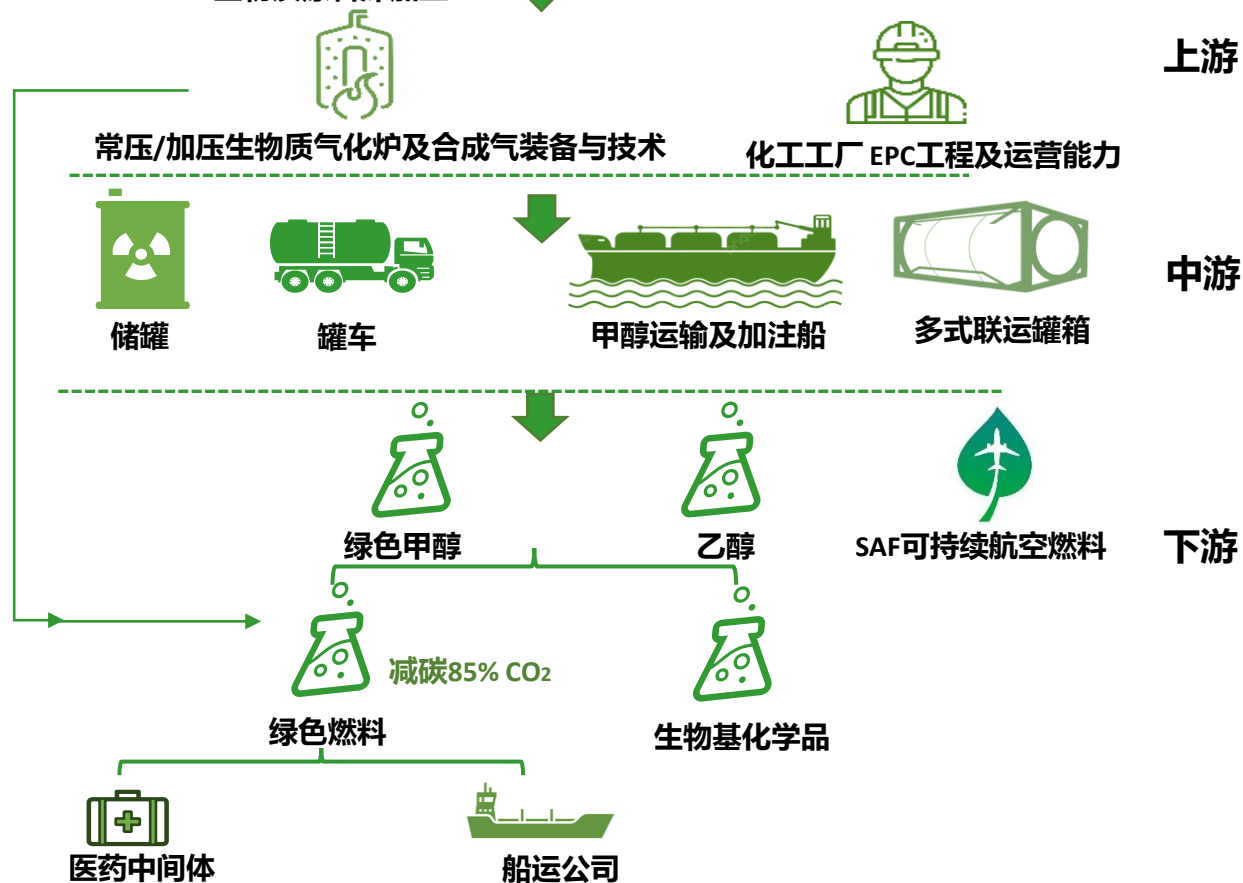 上游
常压/加压生物质气化炉及合成气装备与技术
化工工厂 EPC工程及运营能力
储罐
罐车
甲醇运输及加注船
多式联运罐箱
中游
绿色甲醇
乙醇
SAF可持续航空燃料
下游
减碳85% CO₂
绿色燃料
生物基化学品
医药中间体
船运公司